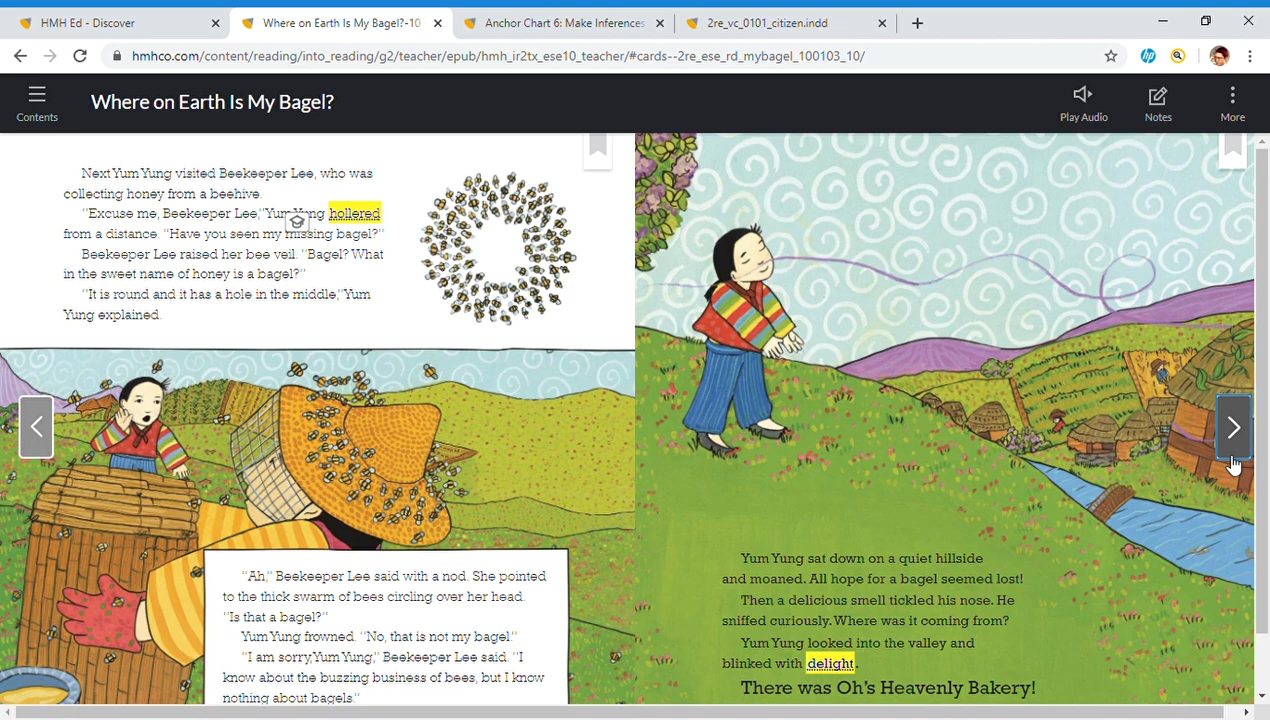 HMH Ed - Discover
Where on Earth Is My Bagel?-10
Anchor Chart 6: Make Inferences
2re_vc_0101_citizen.indd
hmhco.com/content/reading/into_reading/g2/teacher/epub/hmh_ir2tx_ese10_teacher/#cards--2re_ese_rd_mybagel_100103_10/
hp
Contents
Where on Earth Is My Bagel?
Play Audio
Notes
More
Next Yum Yung visited Beekeeper Lee, who was
collecting honey from a beehive.
"Excuse me, Beekeeper Lee," Yum Yung hollered
from a distance. "Have you seen my missing bagel?"
Beekeeper Lee raised her bee veil. "Bagel? What
in the sweet name of honey is a bagel?"
"It is round and it has a hole in the middle," Yum
Yung explained.
"Ah," Beekeeper Lee said with a nod. She pointed
to the thick swarm of bees circling over her head.
"Is that a bagel?"
Yum Yung frowned. "No, that is not my bagel."
"I am sorry, Yum Yung," Beekeeper Lee said. "I
know about the buzzing business of bees, but I know
nothing about bagels."
Yum Yung sat down on a quiet hillside
and moaned. All hope for a bagel seemed lost!
Then a delicious smell tickled his nose. He
sniffed curiously. Where was it coming from?
Yum Yung looked into the valley and
blinked with delight.
There was Oh's Heavenly Bakery!